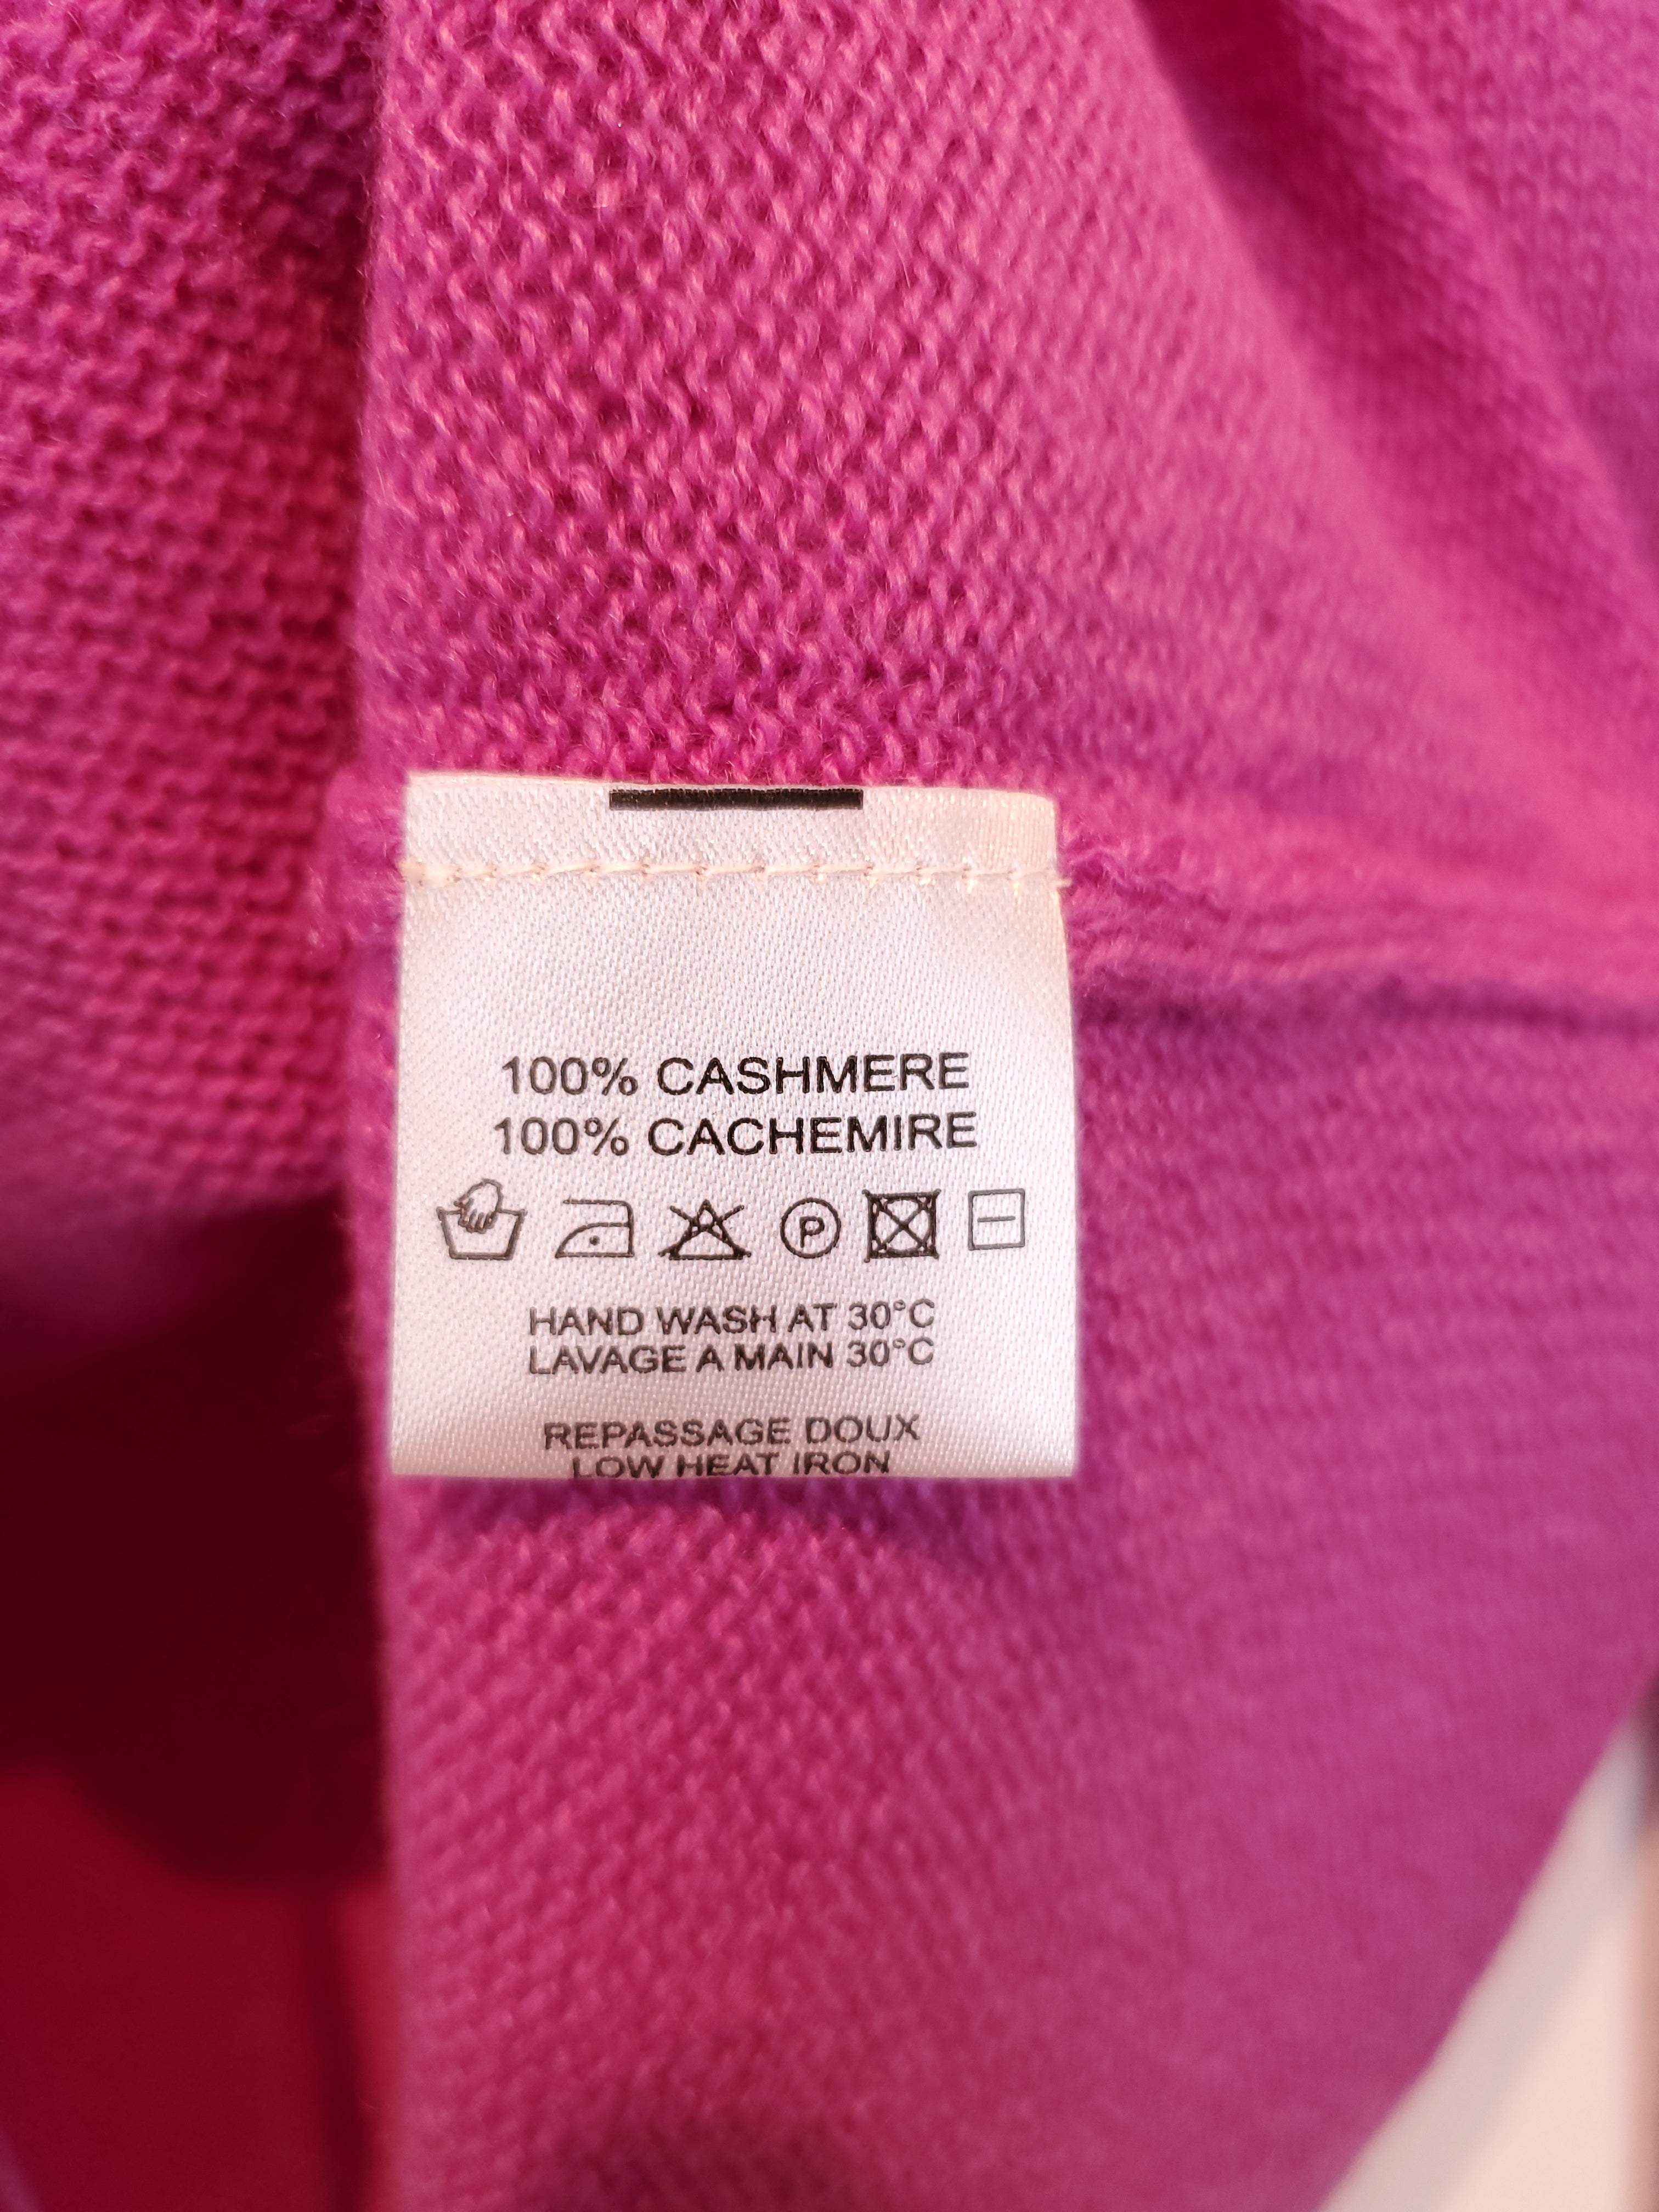 100% CASHMERE
100% CACHEMIRE
P
HAND WASH AT 30°C
LAVAGE A MAIN 30°C
REPASSAGE DOUX
LOW HEAT IRON